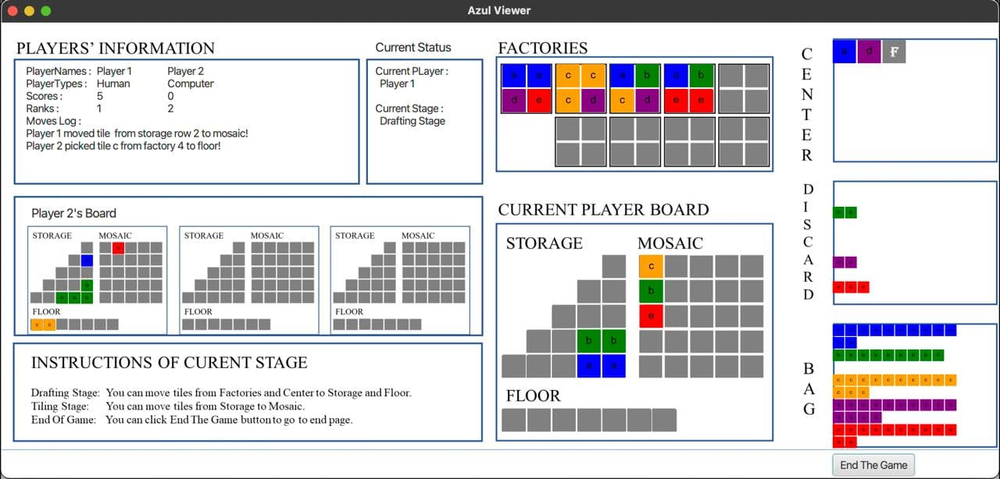 Azul Viewer
PLAYERS' INFORMATION
PlayerNames : Player 1 Player 2
PlayerTypes : Human Computer
Scores : 5 0
Ranks : 1 2
Moves Log :
Player 1 moved tile from storage row 2 to mosaic!
Player 2 picked tile c from factory 4 to floor!
Current Status
Current PLayer :
Player 1
Current Stage :
Drafting Stage
FACTORIES
a a c c a b a b
d e c d c d e e
CENTER
a d F
Player 2's Board
STORAGE MOSAIC STORAGE MOSAIC STORAGE MOSAIC
FLOOR FLOOR FLOOR
c c
CURRENT PLAYER BOARD
STORAGE MOSAIC
c
b
e
b b
a a
FLOOR
DISCARD
INSTRUCTIONS OF CURENT STAGE
Drafting Stage: You can move tiles from Factories and Center to Storage and Floor.
Tiling Stage: You can move tiles from Storage to Mosaic.
End Of Game: You can click End The Game button to go to end page.
BAG
c c c c c c c c c c
c c c
End The Game